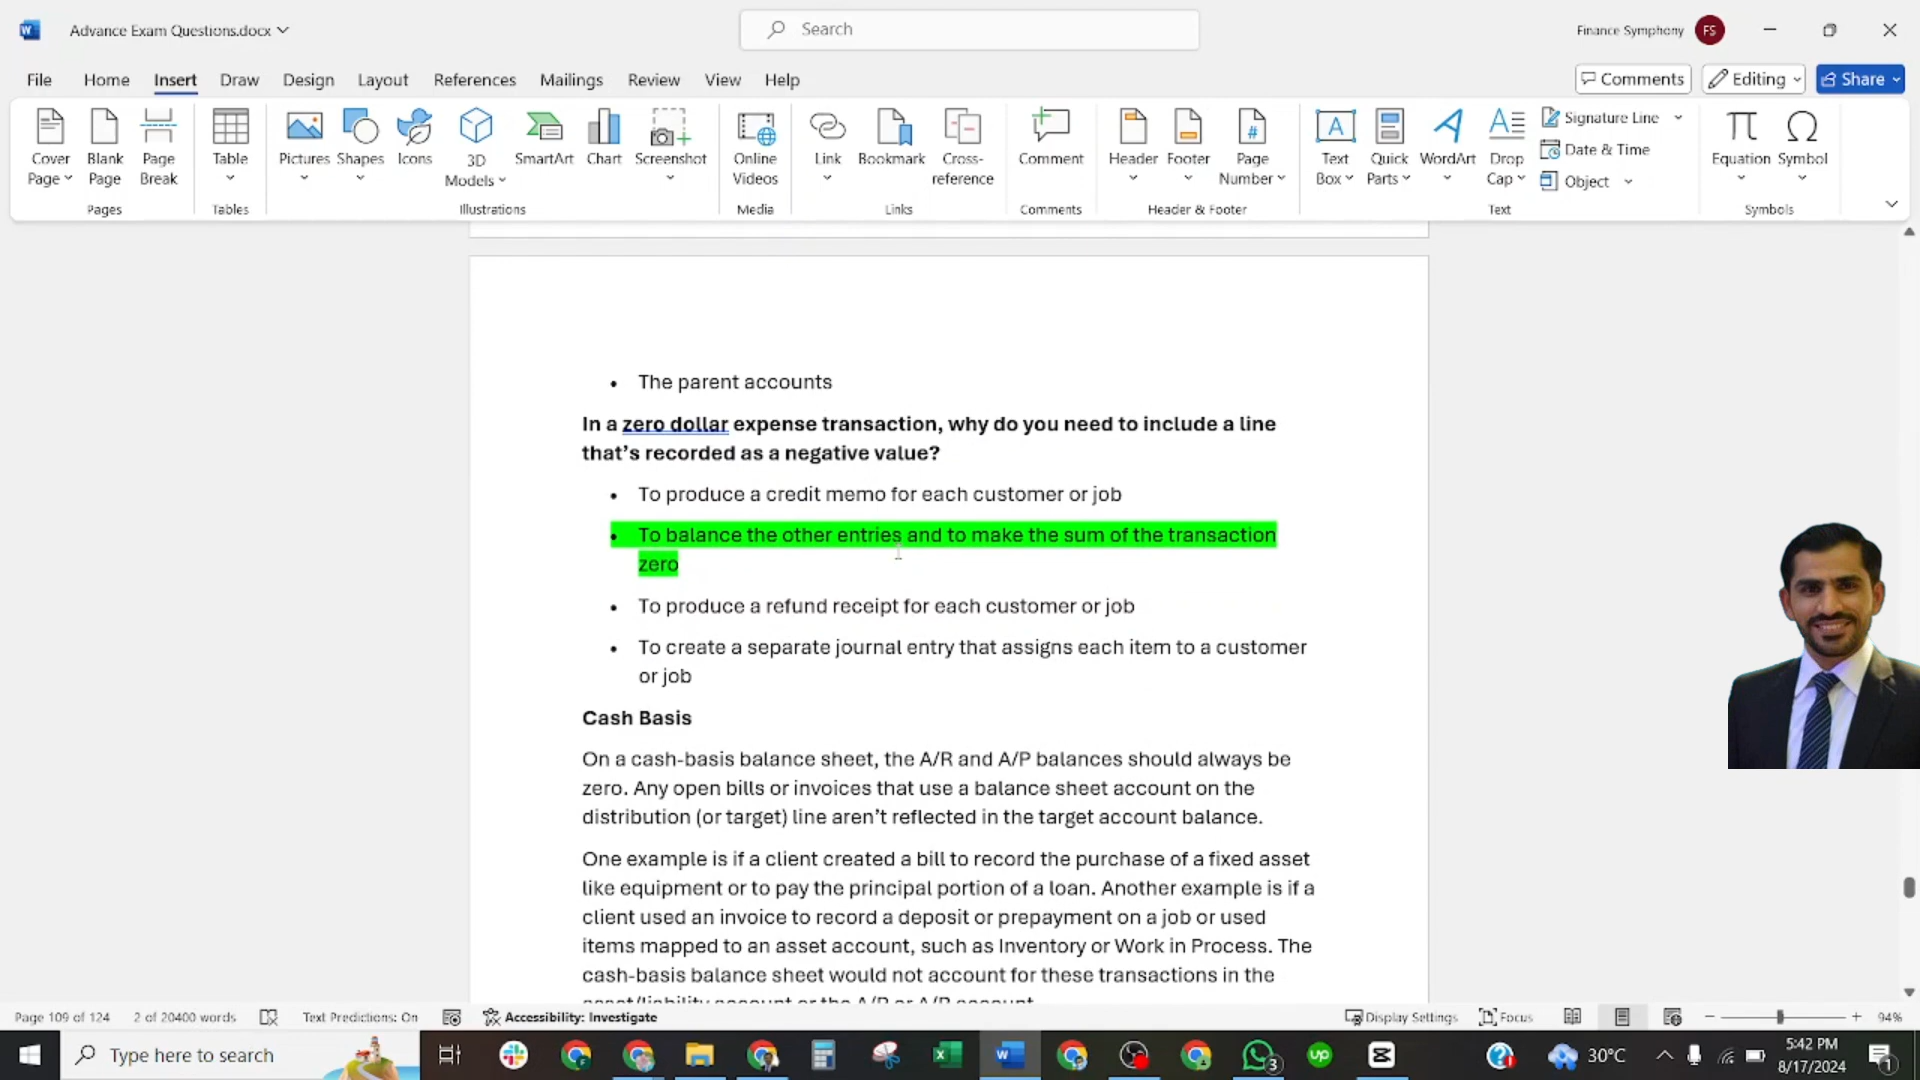 Advance Exam Questions.docx
Search
Finance Symphony FS
File Home Insert Draw Design Layout References Mailings Review View Help
Comments Editing Share
Cover Page Blank Page Page Break Table Pictures Shapes Icons 3D Models SmartArt Chart Screenshot Online Videos Link Bookmark Cross-reference Comment Header Footer Page Number Text Box Quick Parts WordArt Drop Cap Signature Line Date & Time Object Equation Symbol
Pages Tables Illustrations Media Links Comments Header & Footer Text Symbols
• The parent accounts
In a zero dollar expense transaction, why do you need to include a line
that’s recorded as a negative value?
• To produce a credit memo for each customer or job
• To balance the other entries and to make the sum of the transaction
zero
• To produce a refund receipt for each customer or job
• To create a separate journal entry that assigns each item to a customer
or job
Cash Basis
On a cash-basis balance sheet, the A/R and A/P balances should always be
zero. Any open bills or invoices that use a balance sheet account on the
distribution (or target) line aren’t reflected in the target account balance.
One example is if a client created a bill to record the purchase of a fixed asset
like equipment or to pay the principal portion of a loan. Another example is if a
client used an invoice to record a deposit or prepayment on a job or used
items mapped to an asset account, such as Inventory or Work in Process. The
cash-basis balance sheet would not account for these transactions in the
asset/liability account or the A/R or A/P account.
Page 109 of 124 2 of 20400 words Text Predictions: On Accessibility: Investigate Display Settings Focus 94%
Type here to search
3
up
30°C
5:42 PM
8/17/2024
1